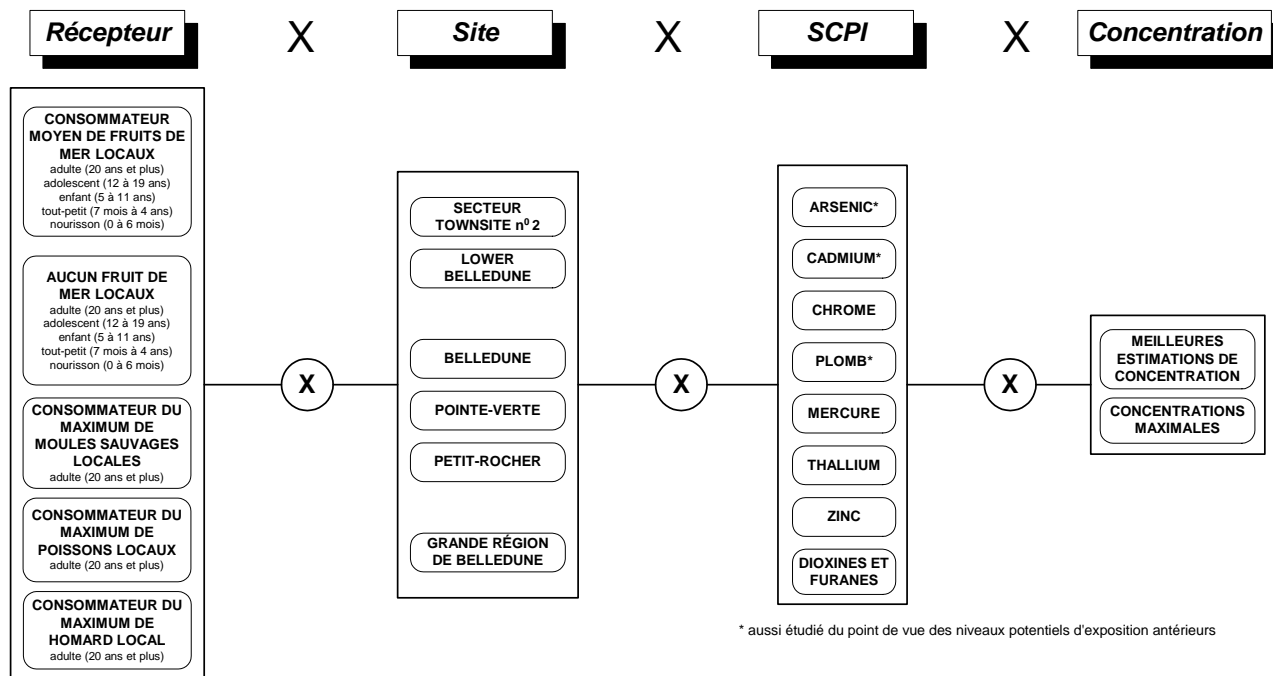 Récepteur X Site X SCPI X Concentration
CONSOMMATEUR
MOYEN DE FRUITS DE
MER LOCAUX
adulte (20 ans et plus)
adolescent (12 à 19 ans)
enfant (5 à 11 ans)
tout-petit (7 mois à 4 ans)
nourisson (0 à 6 mois)
AUCUN FRUIT DE
MER LOCAUX
adulte (20 ans et plus)
adolescent (12 à 19 ans)
enfant (5 à 11 ans)
tout-petit (7 mois à 4 ans)
nourisson (0 à 6 mois)
CONSOMMATEUR DU
MAXIMUM DE
MOULES SAUVAGES
LOCALES
adulte (20 ans et plus)
CONSOMMATEUR DU
MAXIMUM DE
POISSONS LOCAUX
adulte (20 ans et plus)
CONSOMMATEUR DU
MAXIMUM DE
HOMARD LOCAL
adulte (20 ans et plus)
X
SECTEUR
TOWNSITE nº 2
LOWER
BELLEDUNE
BELLEDUNE
POINTE-VERTE
PETIT-ROCHER
GRANDE RÉGION
DE BELLEDUNE
X
ARSENIC*
CADMIUM*
CHROME
PLOMB*
MERCURE
THALLIUM
ZINC
DIOXINES ET
FURANES
X
MEILLEURES
ESTIMATIONS DE
CONCENTRATION
CONCENTRATIONS
MAXIMALES
* aussi étudié du point de vue des niveaux potentiels d'exposition antérieurs